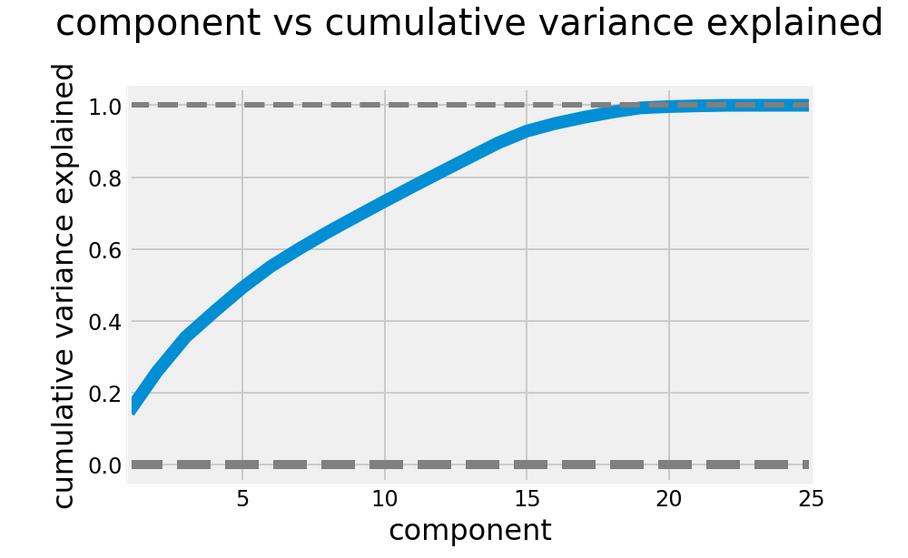 component vs cumulative variance explained
cumulative variance explained
1.0
0.8
0.6
0.4
0.2
0.0
5 10 15 20 25
component